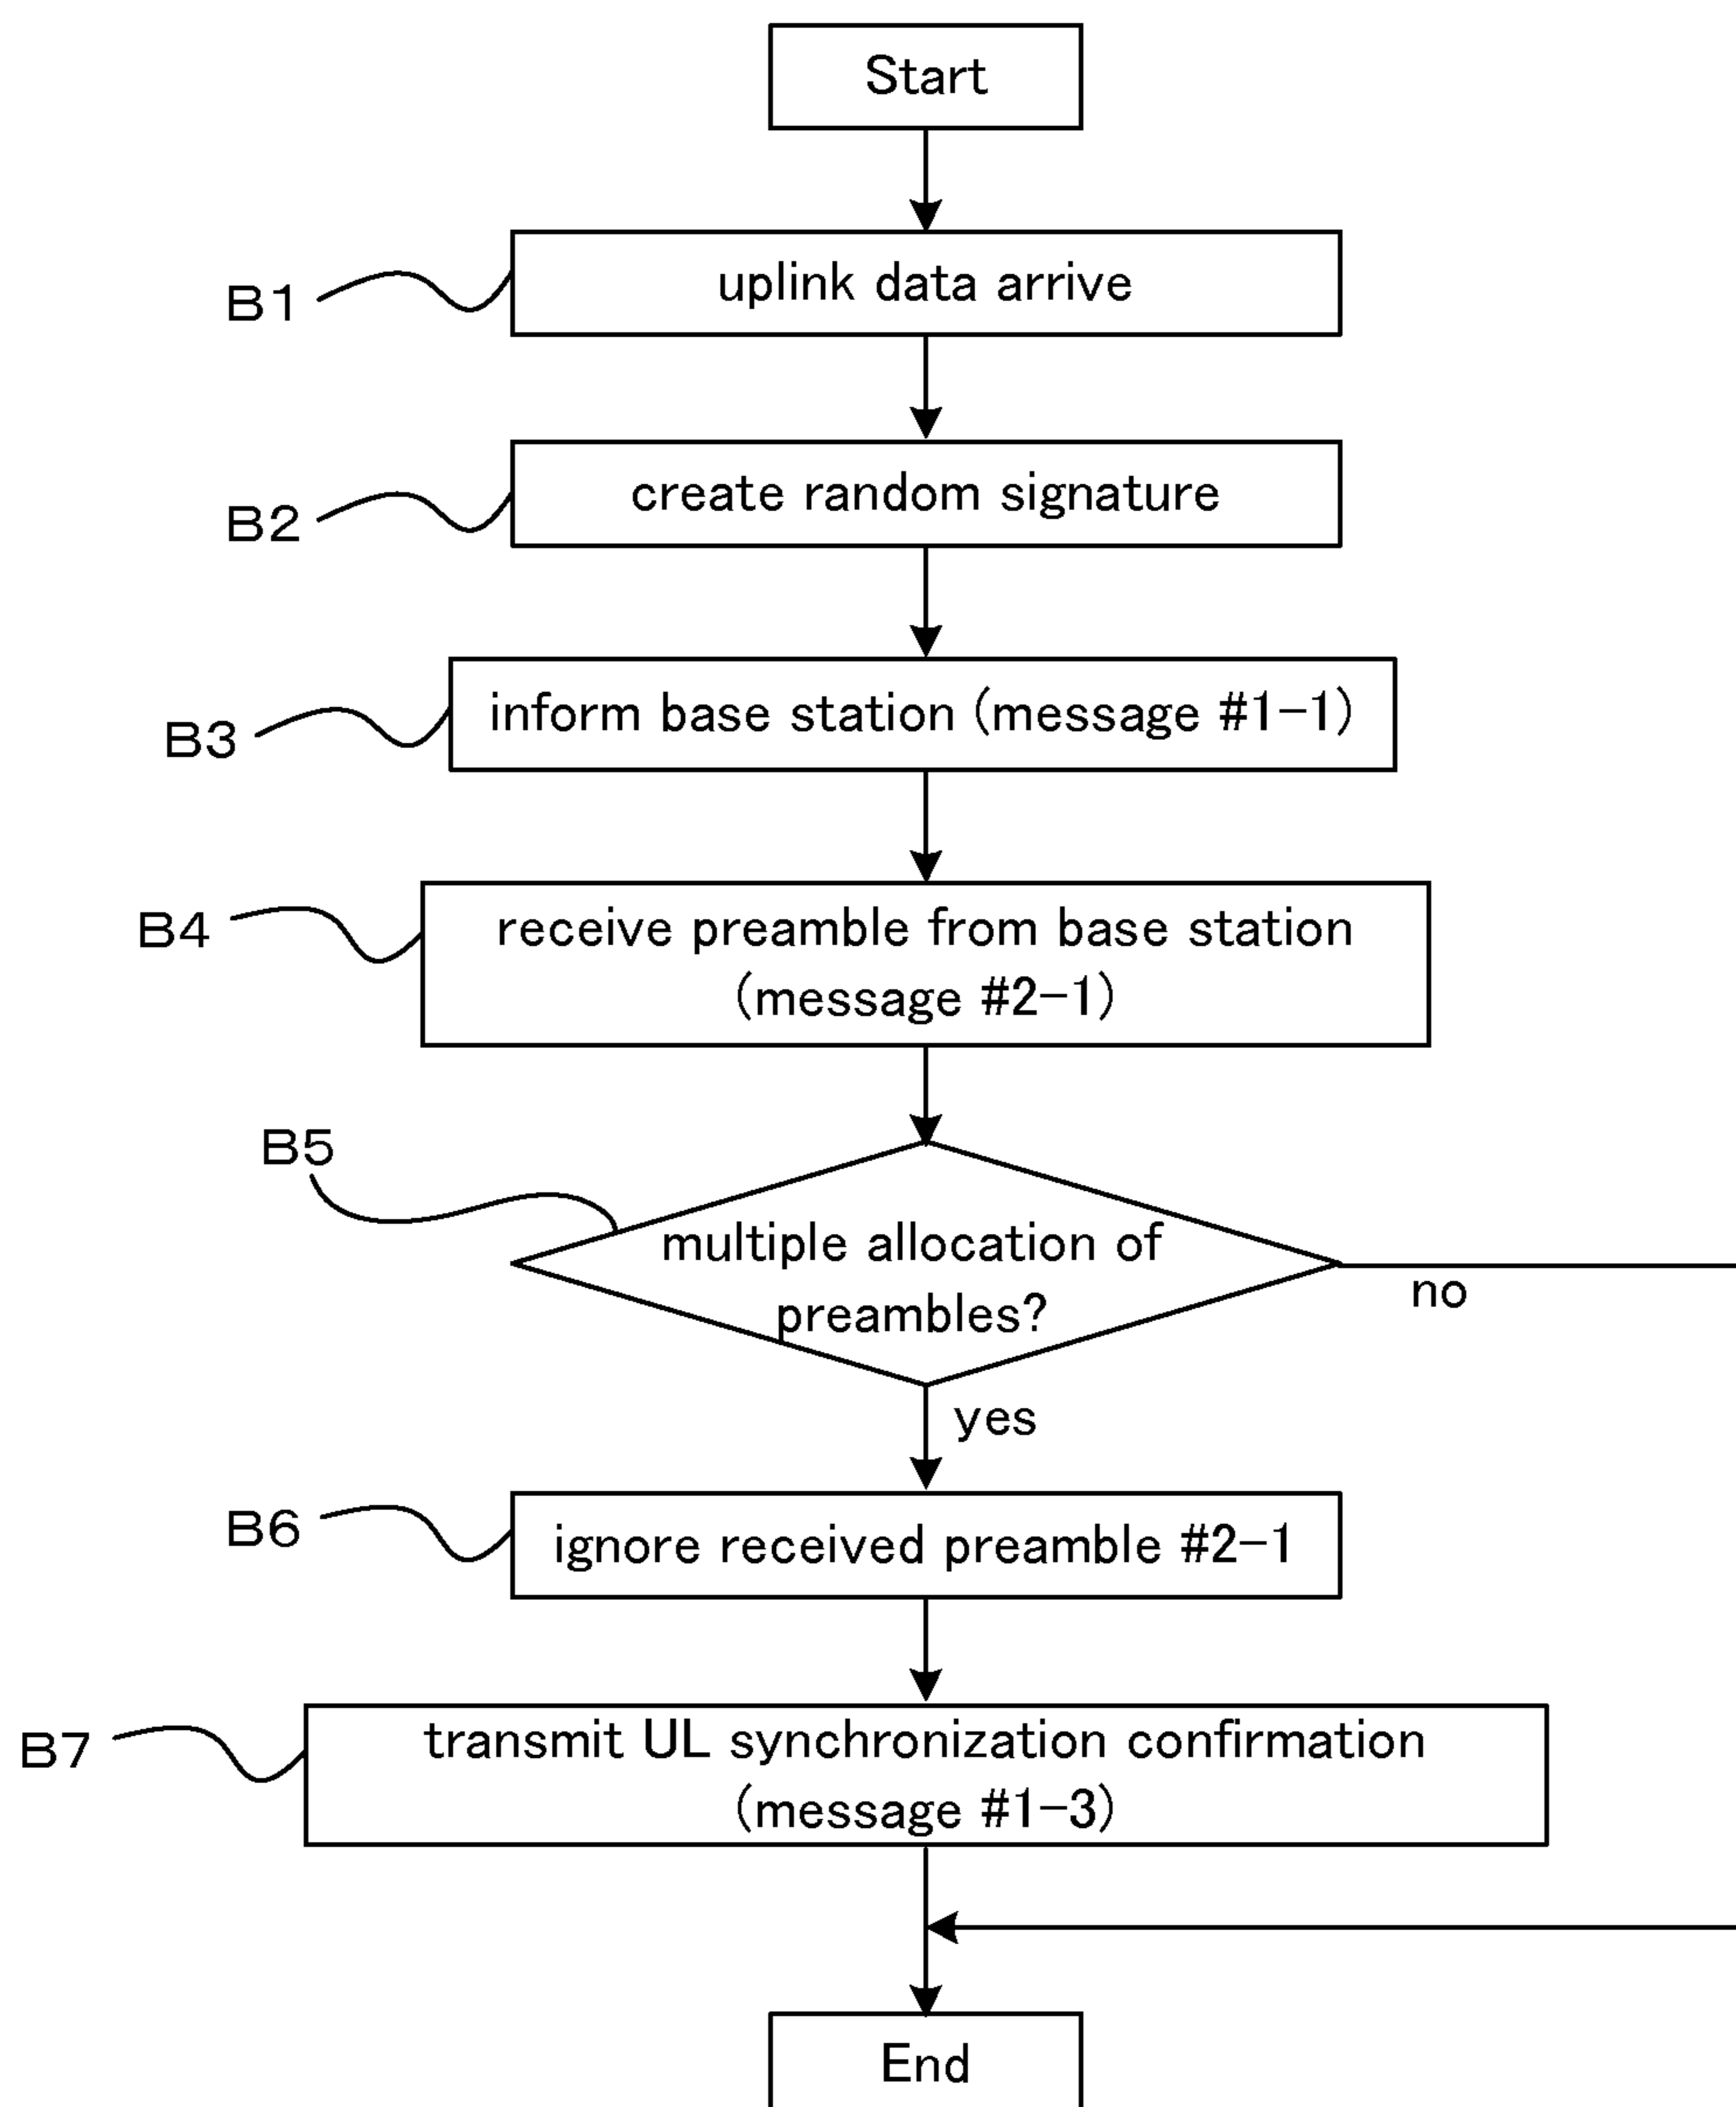 Start
B1
uplink data arrive
B2
create random signature
B3
inform base station (message #1-1)
B4
receive preamble from base station
(message #2-1)
B5
multiple allocation of
preambles?
no
yes
B6
ignore received preamble #2-1
B7
transmit UL synchronization confirmation
(message #1-3)
End